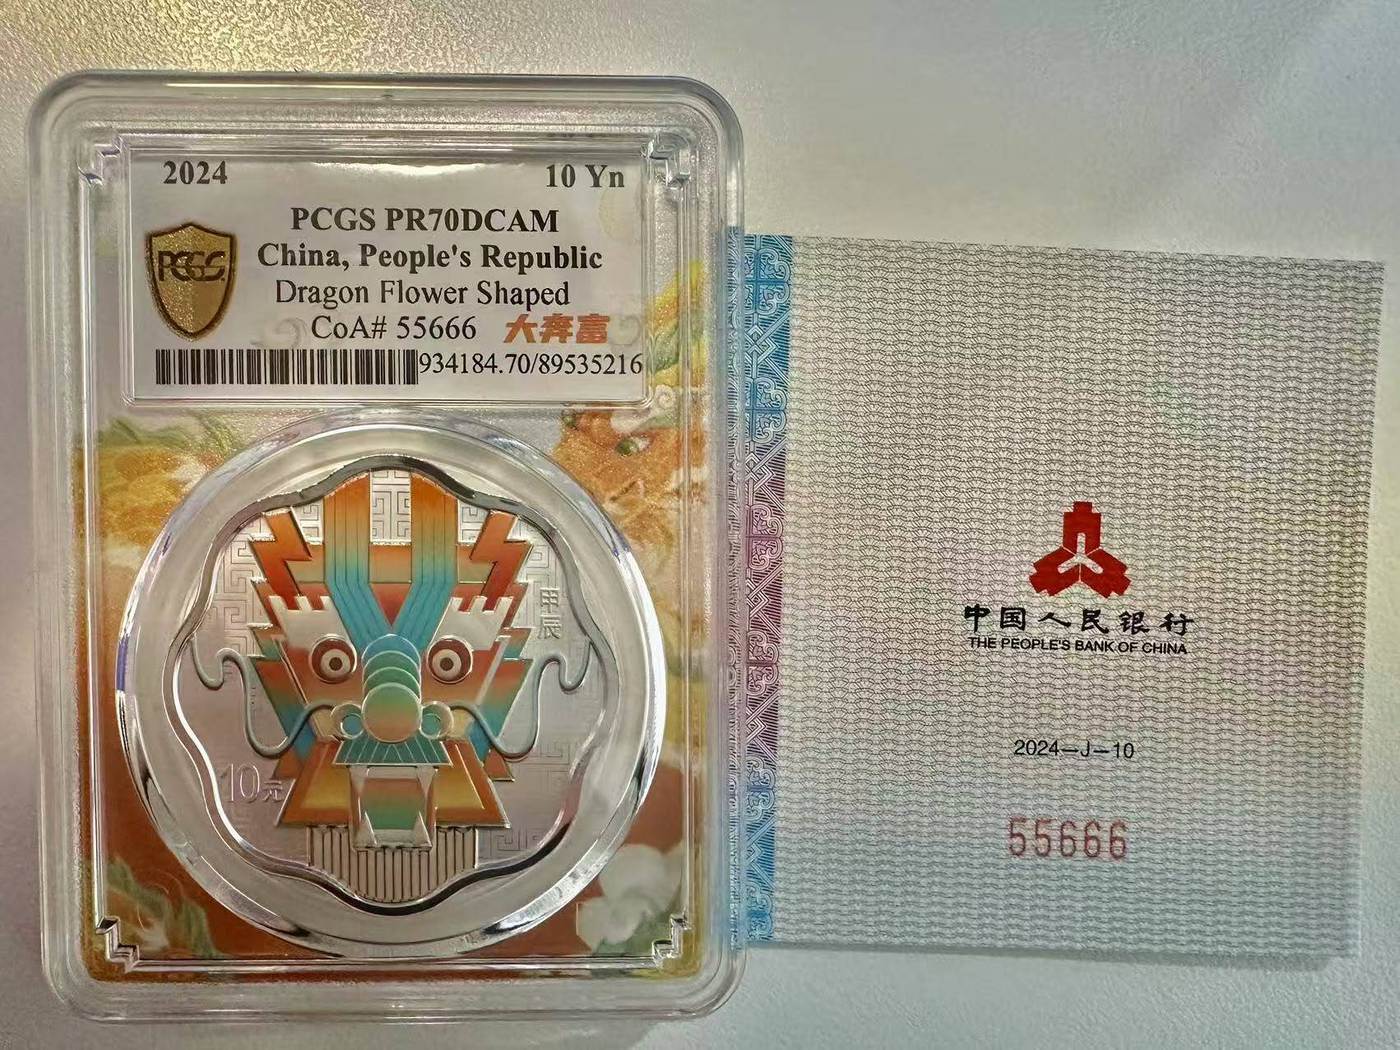 2024 10 Yn
PCGS PR70DCAM
China, People's Republic
PCGS
Dragon Flower Shaped
CoA# 55666 大奔富
934184.70/89535216
甲辰
10元
中国人民银行
THE PEOPLE'S BANK OF CHINA
2024—J—10
55666